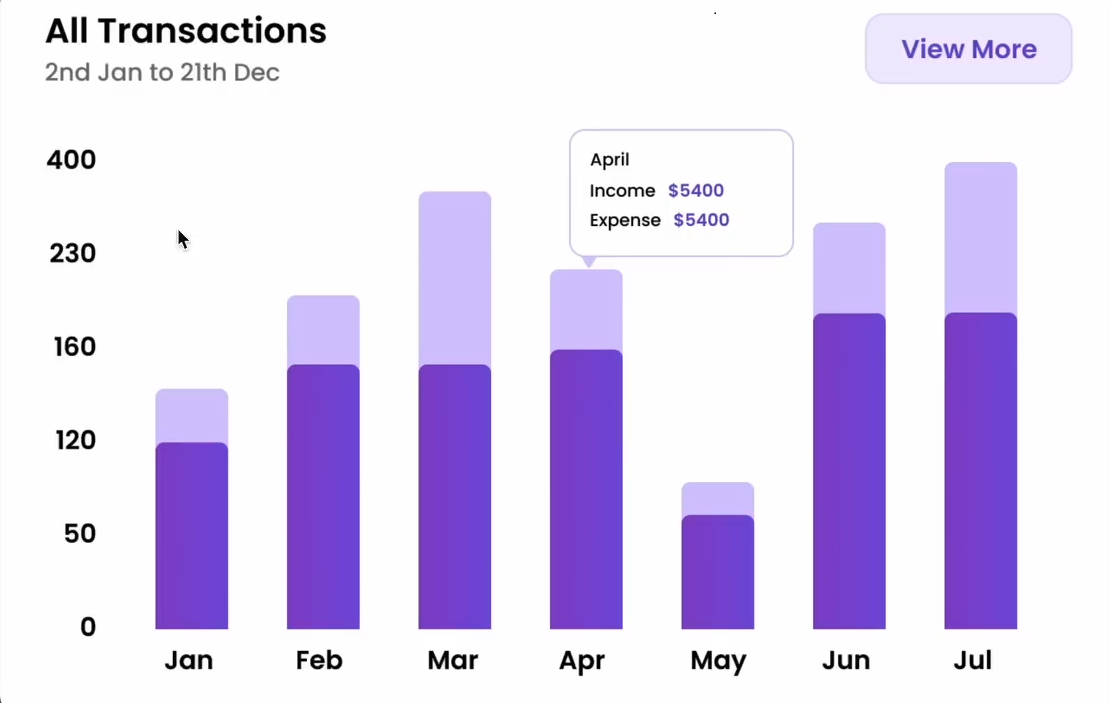 All Transactions
2nd Jan to 21th Dec
View More
400
230
160
120
50
0
April
Income $5400
Expense $5400
Jan Feb Mar Apr May Jun Jul